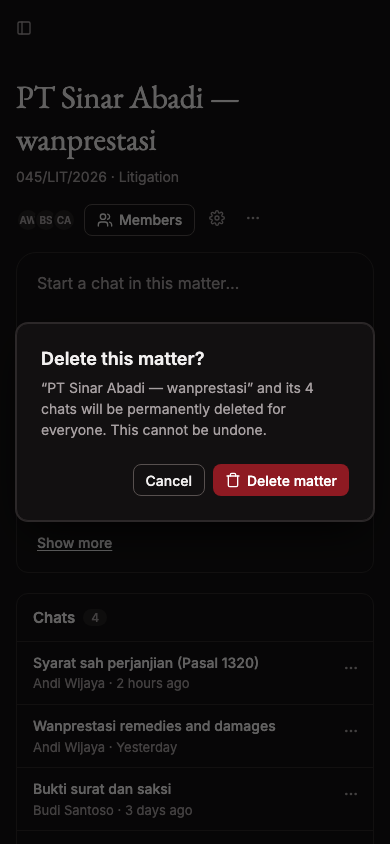 PT Sinar Abadi —
wanprestasi
045/LIT/2026 · Litigation
AW BS CA Members
Start a chat in this matter...
Delete this matter?
“PT Sinar Abadi — wanprestasi” and its 4
chats will be permanently deleted for
everyone. This cannot be undone.
Cancel Delete matter
Show more
Chats 4
Syarat sah perjanjian (Pasal 1320)
Andi Wijaya · 2 hours ago
Wanprestasi remedies and damages
Andi Wijaya · Yesterday
Bukti surat dan saksi
Budi Santoso · 3 days ago